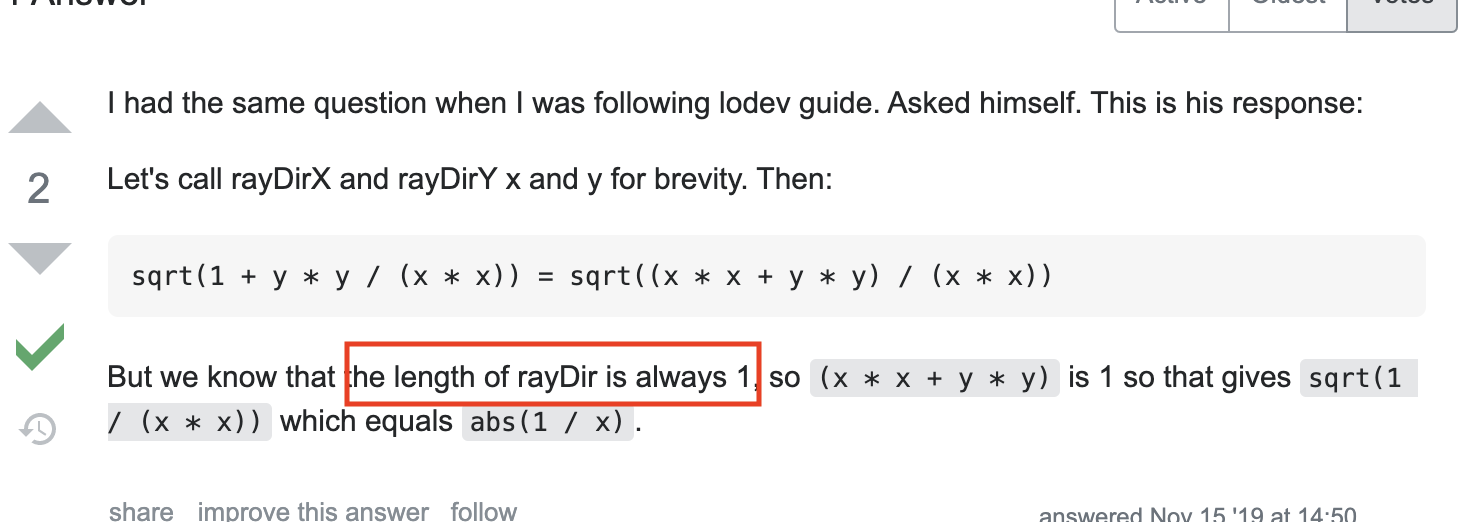 1 Answer
Active Oldest Votes
I had the same question when I was following lodev guide. Asked himself. This is his response:
2
Let's call rayDirX and rayDirY x and y for brevity. Then:
sqrt(1 + y * y / (x * x)) = sqrt((x * x + y * y) / (x * x))
But we know that the length of rayDir is always 1, so (x * x + y * y) is 1 so that gives sqrt(1
/ (x * x)) which equals abs(1 / x).
share improve this answer follow
answered Nov 15 '19 at 14:50